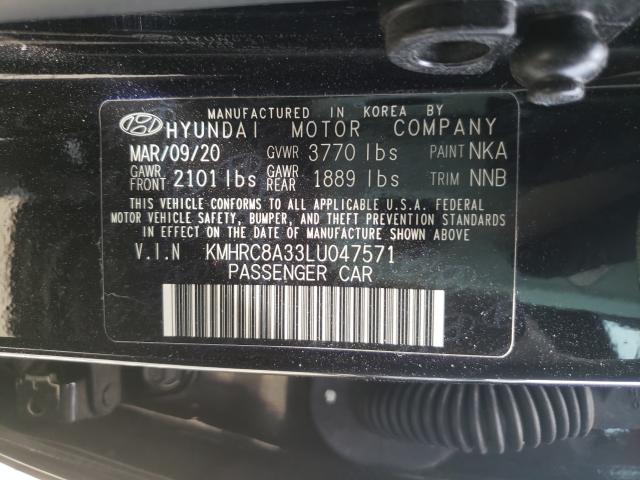 MANUFACTURED IN KOREA BY
HYUNDAI MOTOR COMPANY
MAR/09/20 GVWR 3770 lbs PAINT NKA
GAWR FRONT 2101 lbs GAWR REAR 1889 lbs TRIM NNB
THIS VEHICLE CONFORMS TO ALL APPLICABLE U.S.A. FEDERAL
MOTOR VEHICLE SAFETY, BUMPER, AND THEFT PREVENTION STANDARDS
IN EFFECT ON THE DATE OF MANUFACTURE SHOWN ABOVE.
V.I.N KMHRC8A33LU047571
PASSENGER CAR